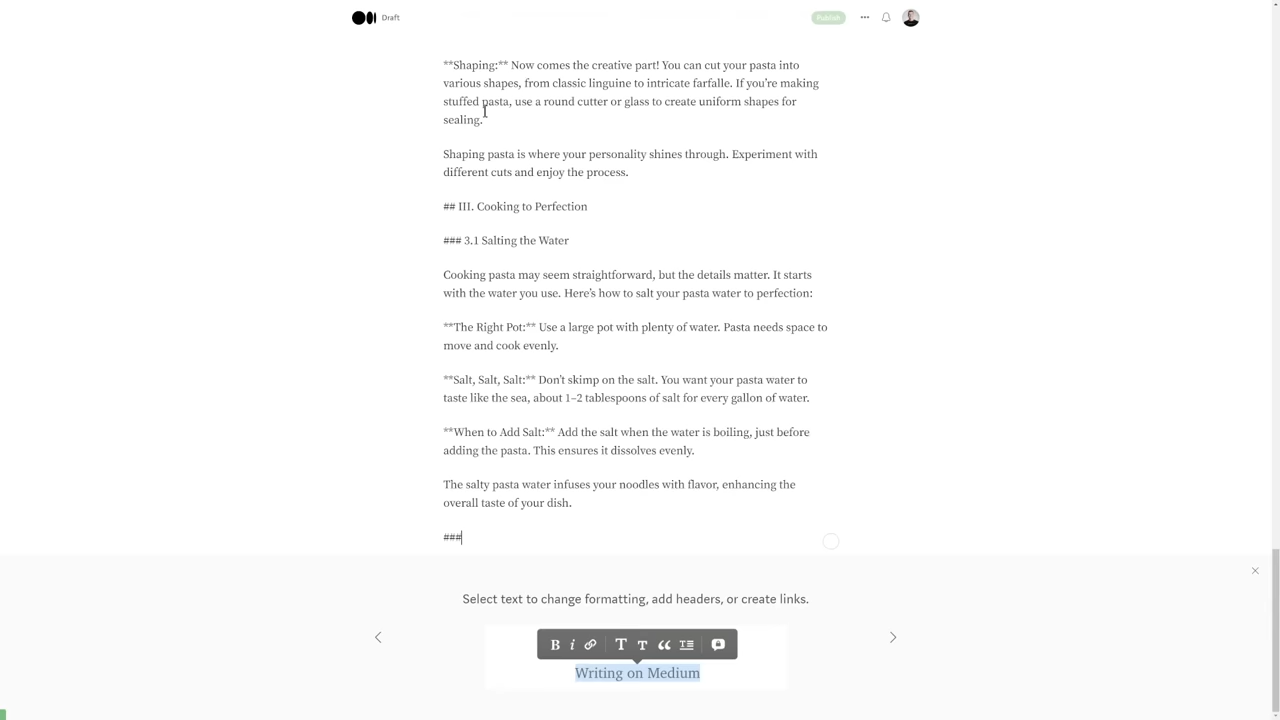 Draft
Publish
**Shaping:** Now comes the creative part! You can cut your pasta into
various shapes, from classic linguine to intricate farfalle. If you’re making
stuffed pasta, use a round cutter or glass to create uniform shapes for
sealing.
Shaping pasta is where your personality shines through. Experiment with
different cuts and enjoy the process.
## III. Cooking to Perfection
### 3.1 Salting the Water
Cooking pasta may seem straightforward, but the details matter. It starts
with the water you use. Here’s how to salt your pasta water to perfection:
**The Right Pot:** Use a large pot with plenty of water. Pasta needs space to
move and cook evenly.
**Salt, Salt, Salt:** Don’t skimp on the salt. You want your pasta water to
taste like the sea, about 1–2 tablespoons of salt for every gallon of water.
**When to Add Salt:** Add the salt when the water is boiling, just before
adding the pasta. This ensures it dissolves evenly.
The salty pasta water infuses your noodles with flavor, enhancing the
overall taste of your dish.
###
Select text to change formatting, add headers, or create links.
B i T T
Writing on Medium